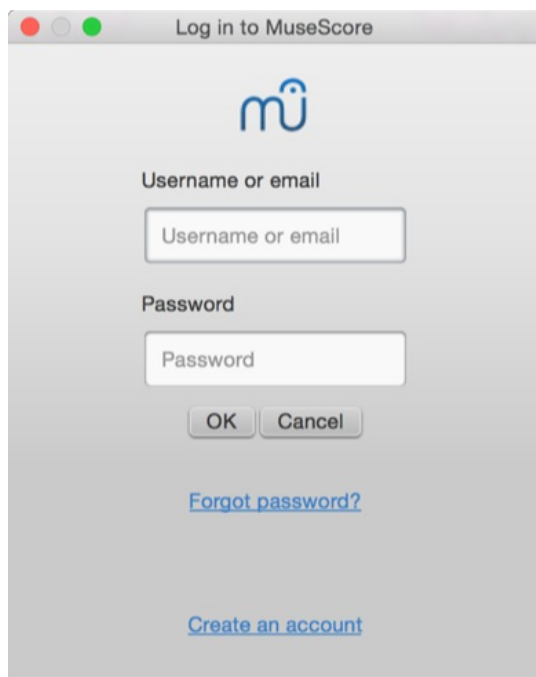 Log in to MuseScore
mu
Username or email
Username or email
Password
Password
OK Cancel
Forgot password?
Create an account